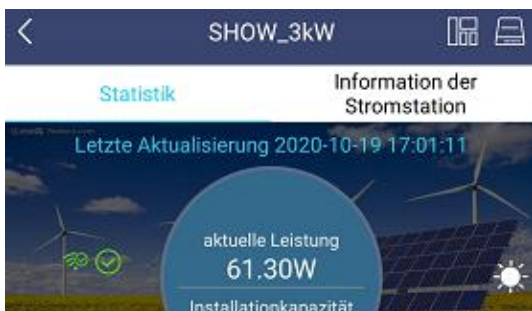 SHOW_3kW
Statistik
Information der
Stromstation
Letzte Aktualisierung 2020-10-19 17:01:11
aktuelle Leistung
61.30W
Installationkapazität